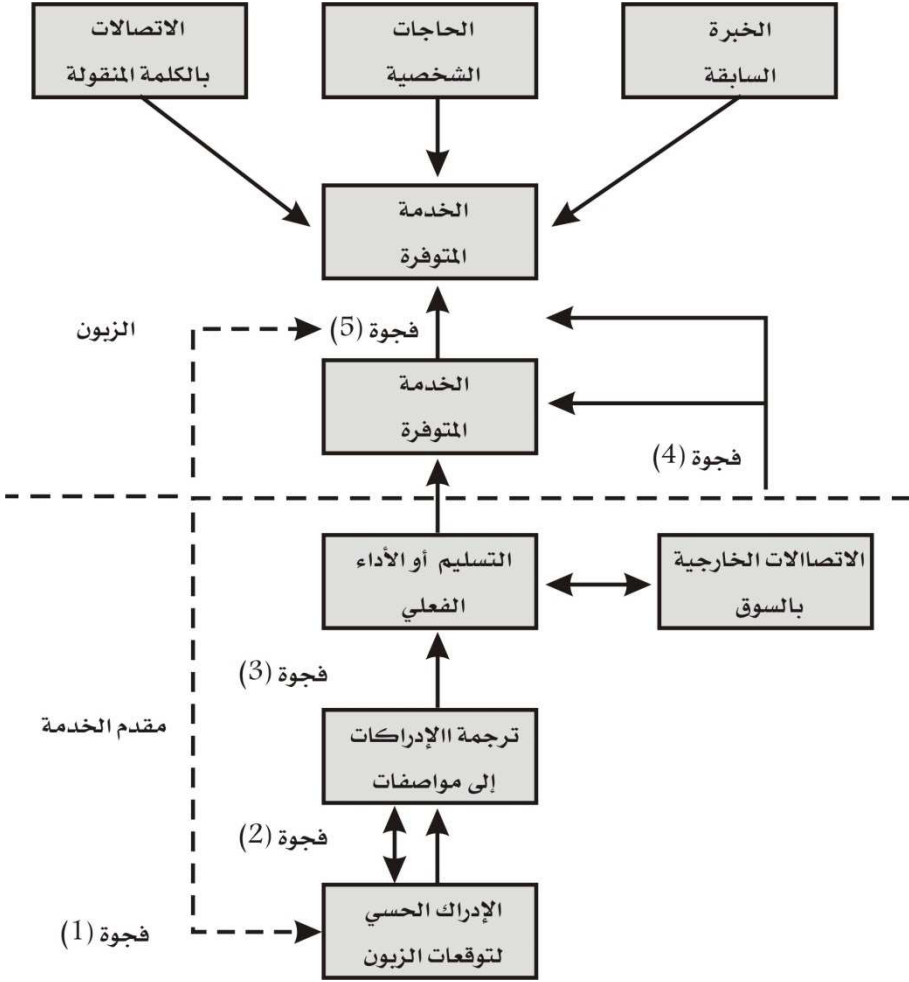 الخبرة
السابقة
الحاجات
الشخصية
الاتصالات
بالكلمة المنقولة
الخدمة
المتوفرة
الزبون
فجوة (5)
الخدمة
المتوفرة
فجوة (4)
التسليم أو الأداء
الفعلي
الاتصاالات الخارجية
بالسوق
فجوة (3)
مقدم الخدمة
ترجمة االإدراكات
إلى مواصفات
فجوة (2)
الإدراك الحسي
لتوقعات الزبون
فجوة (1)